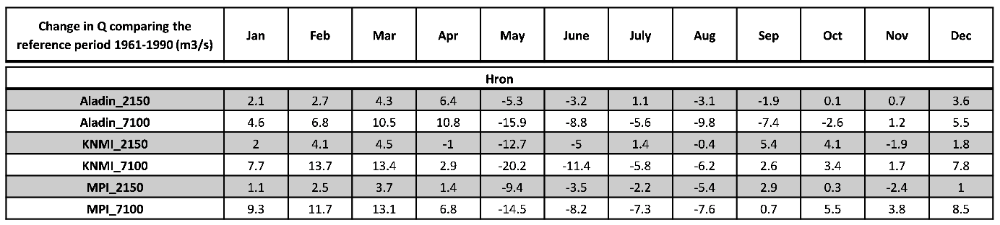 Change in Q comparing the reference period 1961-1990 (m3/s) Jan Feb Mar Apr May June July Aug Sep Oct Nov Dec
Hron
Aladin_2150 2.1 2.7 4.3 6.4 -5.3 -3.2 1.1 -3.1 -1.9 0.1 0.7 3.6
Aladin_7100 4.6 6.8 10.5 10.8 -15.9 -8.8 -5.6 -9.8 -7.4 -2.6 1.2 5.5
KNMI_2150 2 4.1 4.5 -1 -12.7 -5 1.4 -0.4 5.4 4.1 -1.9 1.8
KNMI_7100 7.7 13.7 13.4 2.9 -20.2 -11.4 -5.8 -6.2 2.6 3.4 1.7 7.8
MPI_2150 1.1 2.5 3.7 1.4 -9.4 -3.5 -2.2 -5.4 2.9 0.3 -2.4 1
MPI_7100 9.3 11.7 13.1 6.8 -14.5 -8.2 -7.3 -7.6 0.7 5.5 3.8 8.5